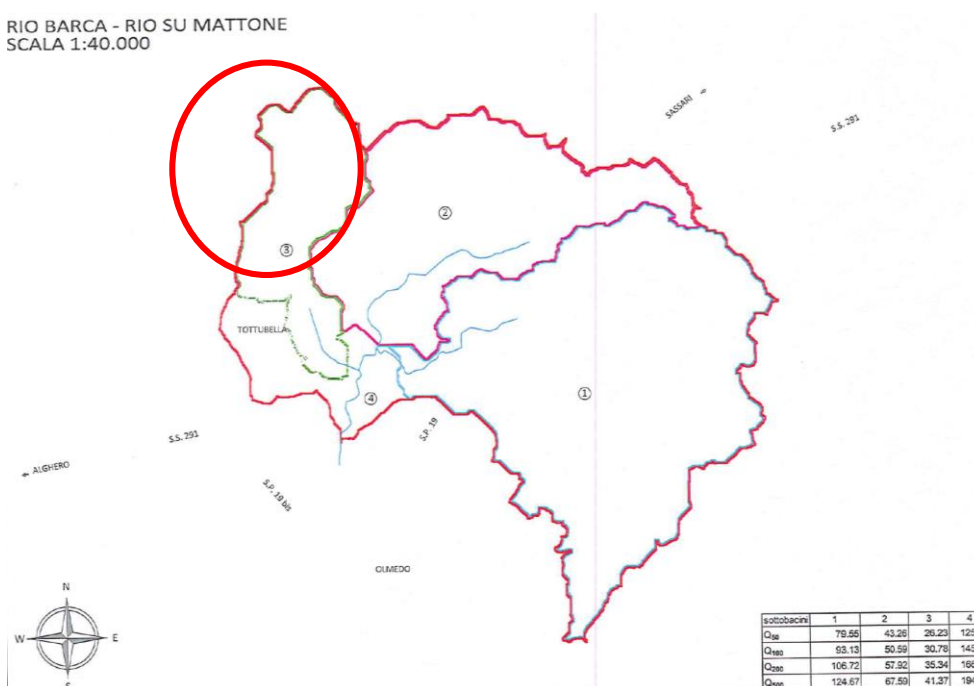 RIO BARCA - RIO SU MATTONE
SCALA 1:40.000
SASSARI
S.S. 291
②
③
TOTTUBELLA
①
④
S.P. 19
S.S. 291
ALGHERO
S.P. 19 bis
OLMEDO
N
W E
sottobacini 1 2 3 4
Q50 79.55 43.26 26.23
Q100 93.13 50.59 30.78
Q200 106.72 57.92 35.34
Q500 124.67 67.59 41.37